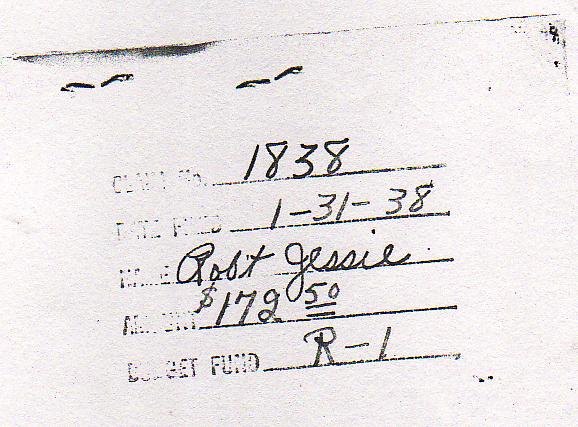 CLAIM No. 1838
DATE FILED 1-31-38
NAME Robt Jessie
AMOUNT $172 50
BUDGET FUND R-1